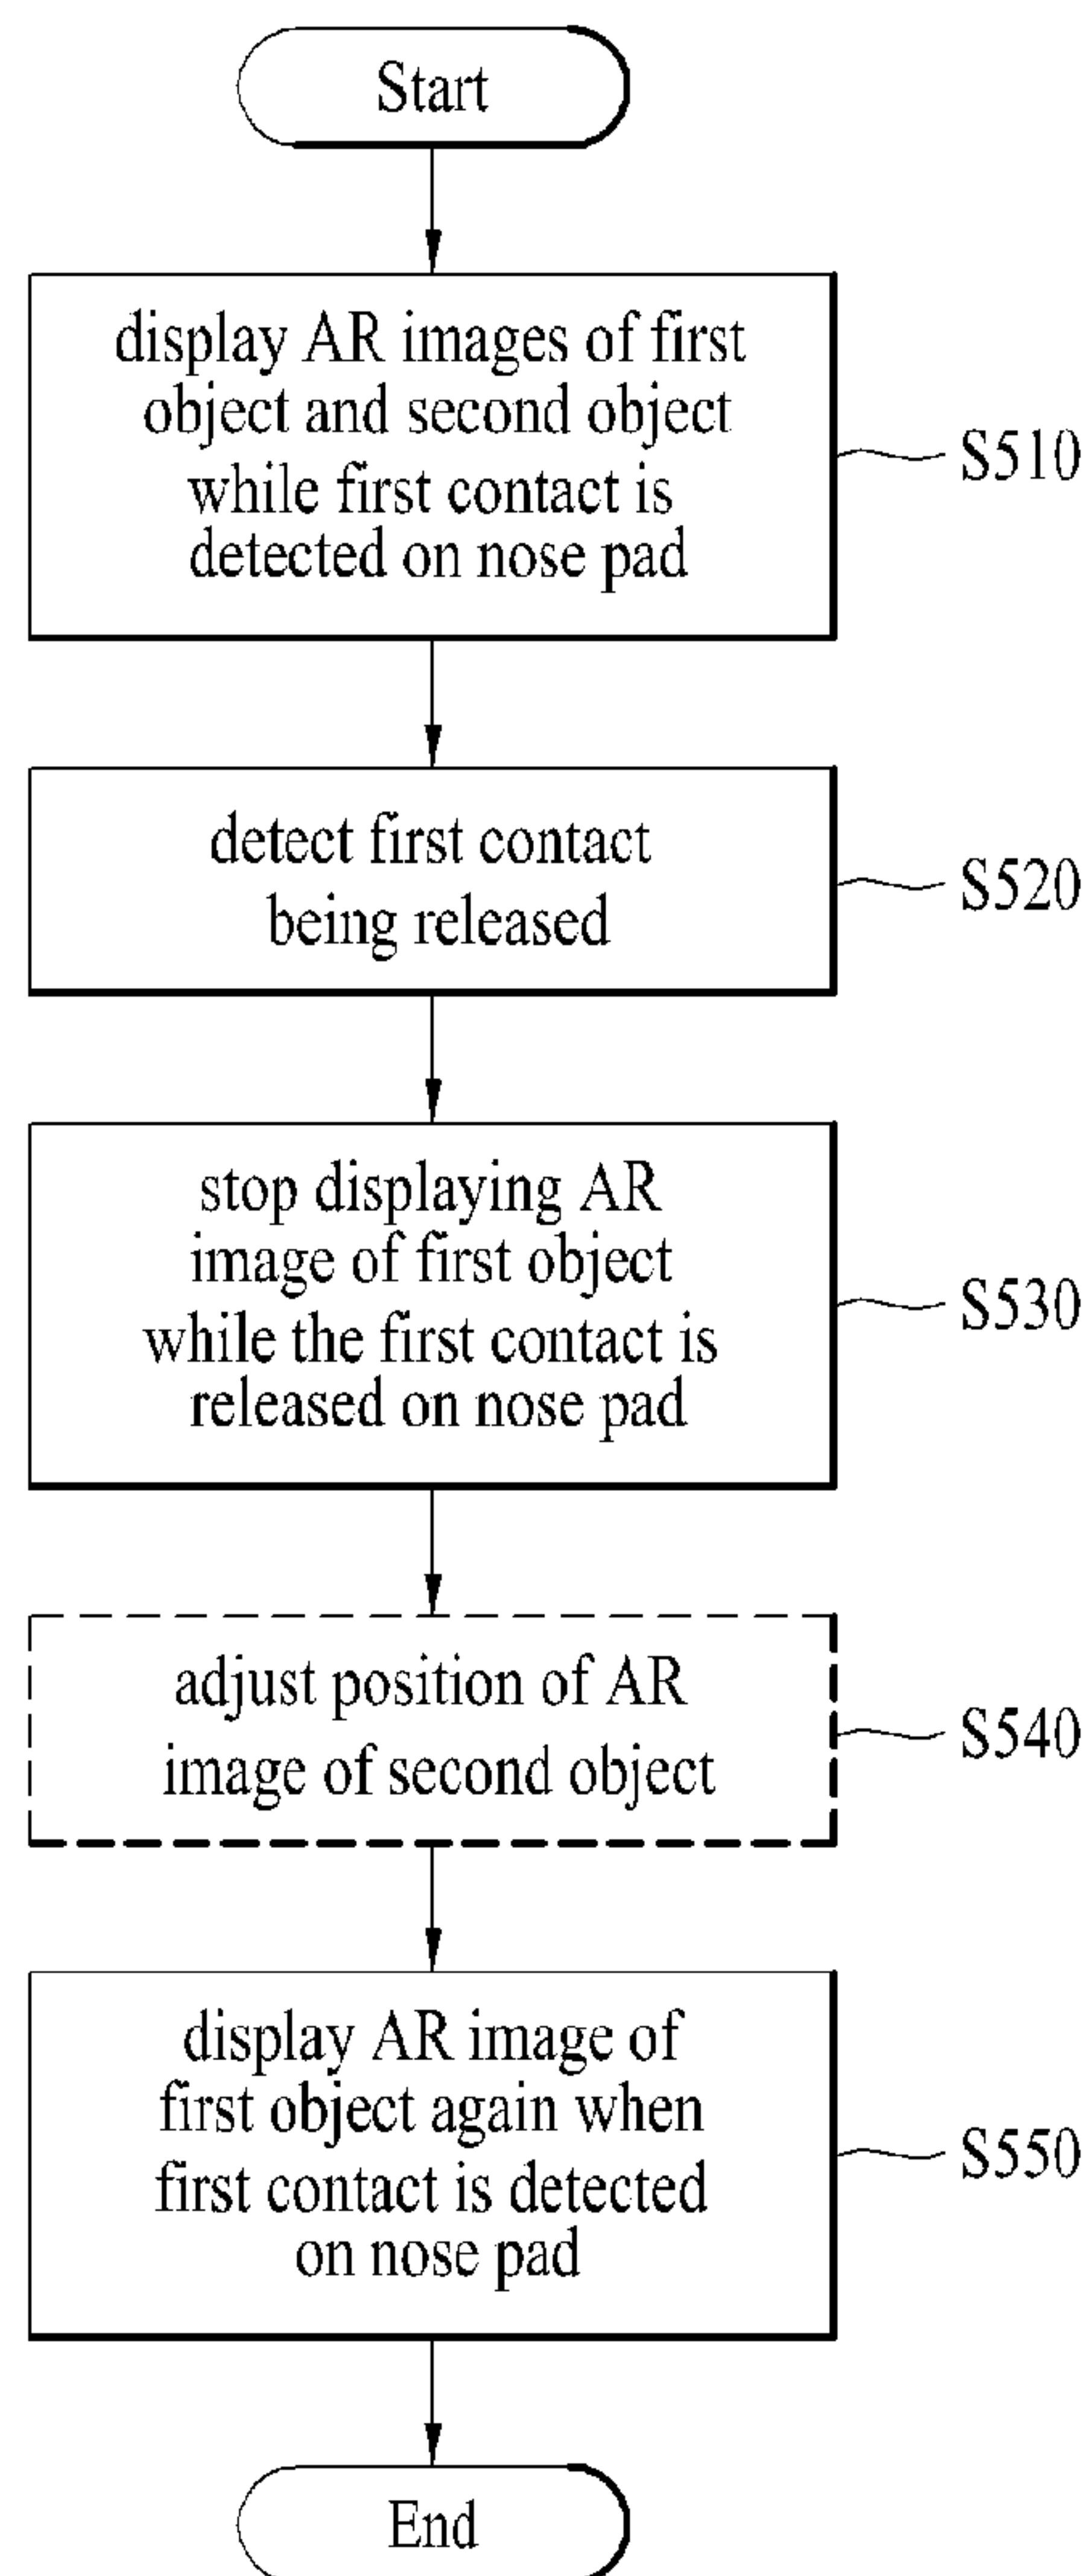 Start
display AR images of first
object and second object
while first contact is
detected on nose pad
S510
detect first contact
being released
S520
stop displaying AR
image of first object
while the first contact is
released on nose pad
S530
adjust position of AR
image of second object
S540
display AR image of
first object again when
first contact is detected
on nose pad
S550
End